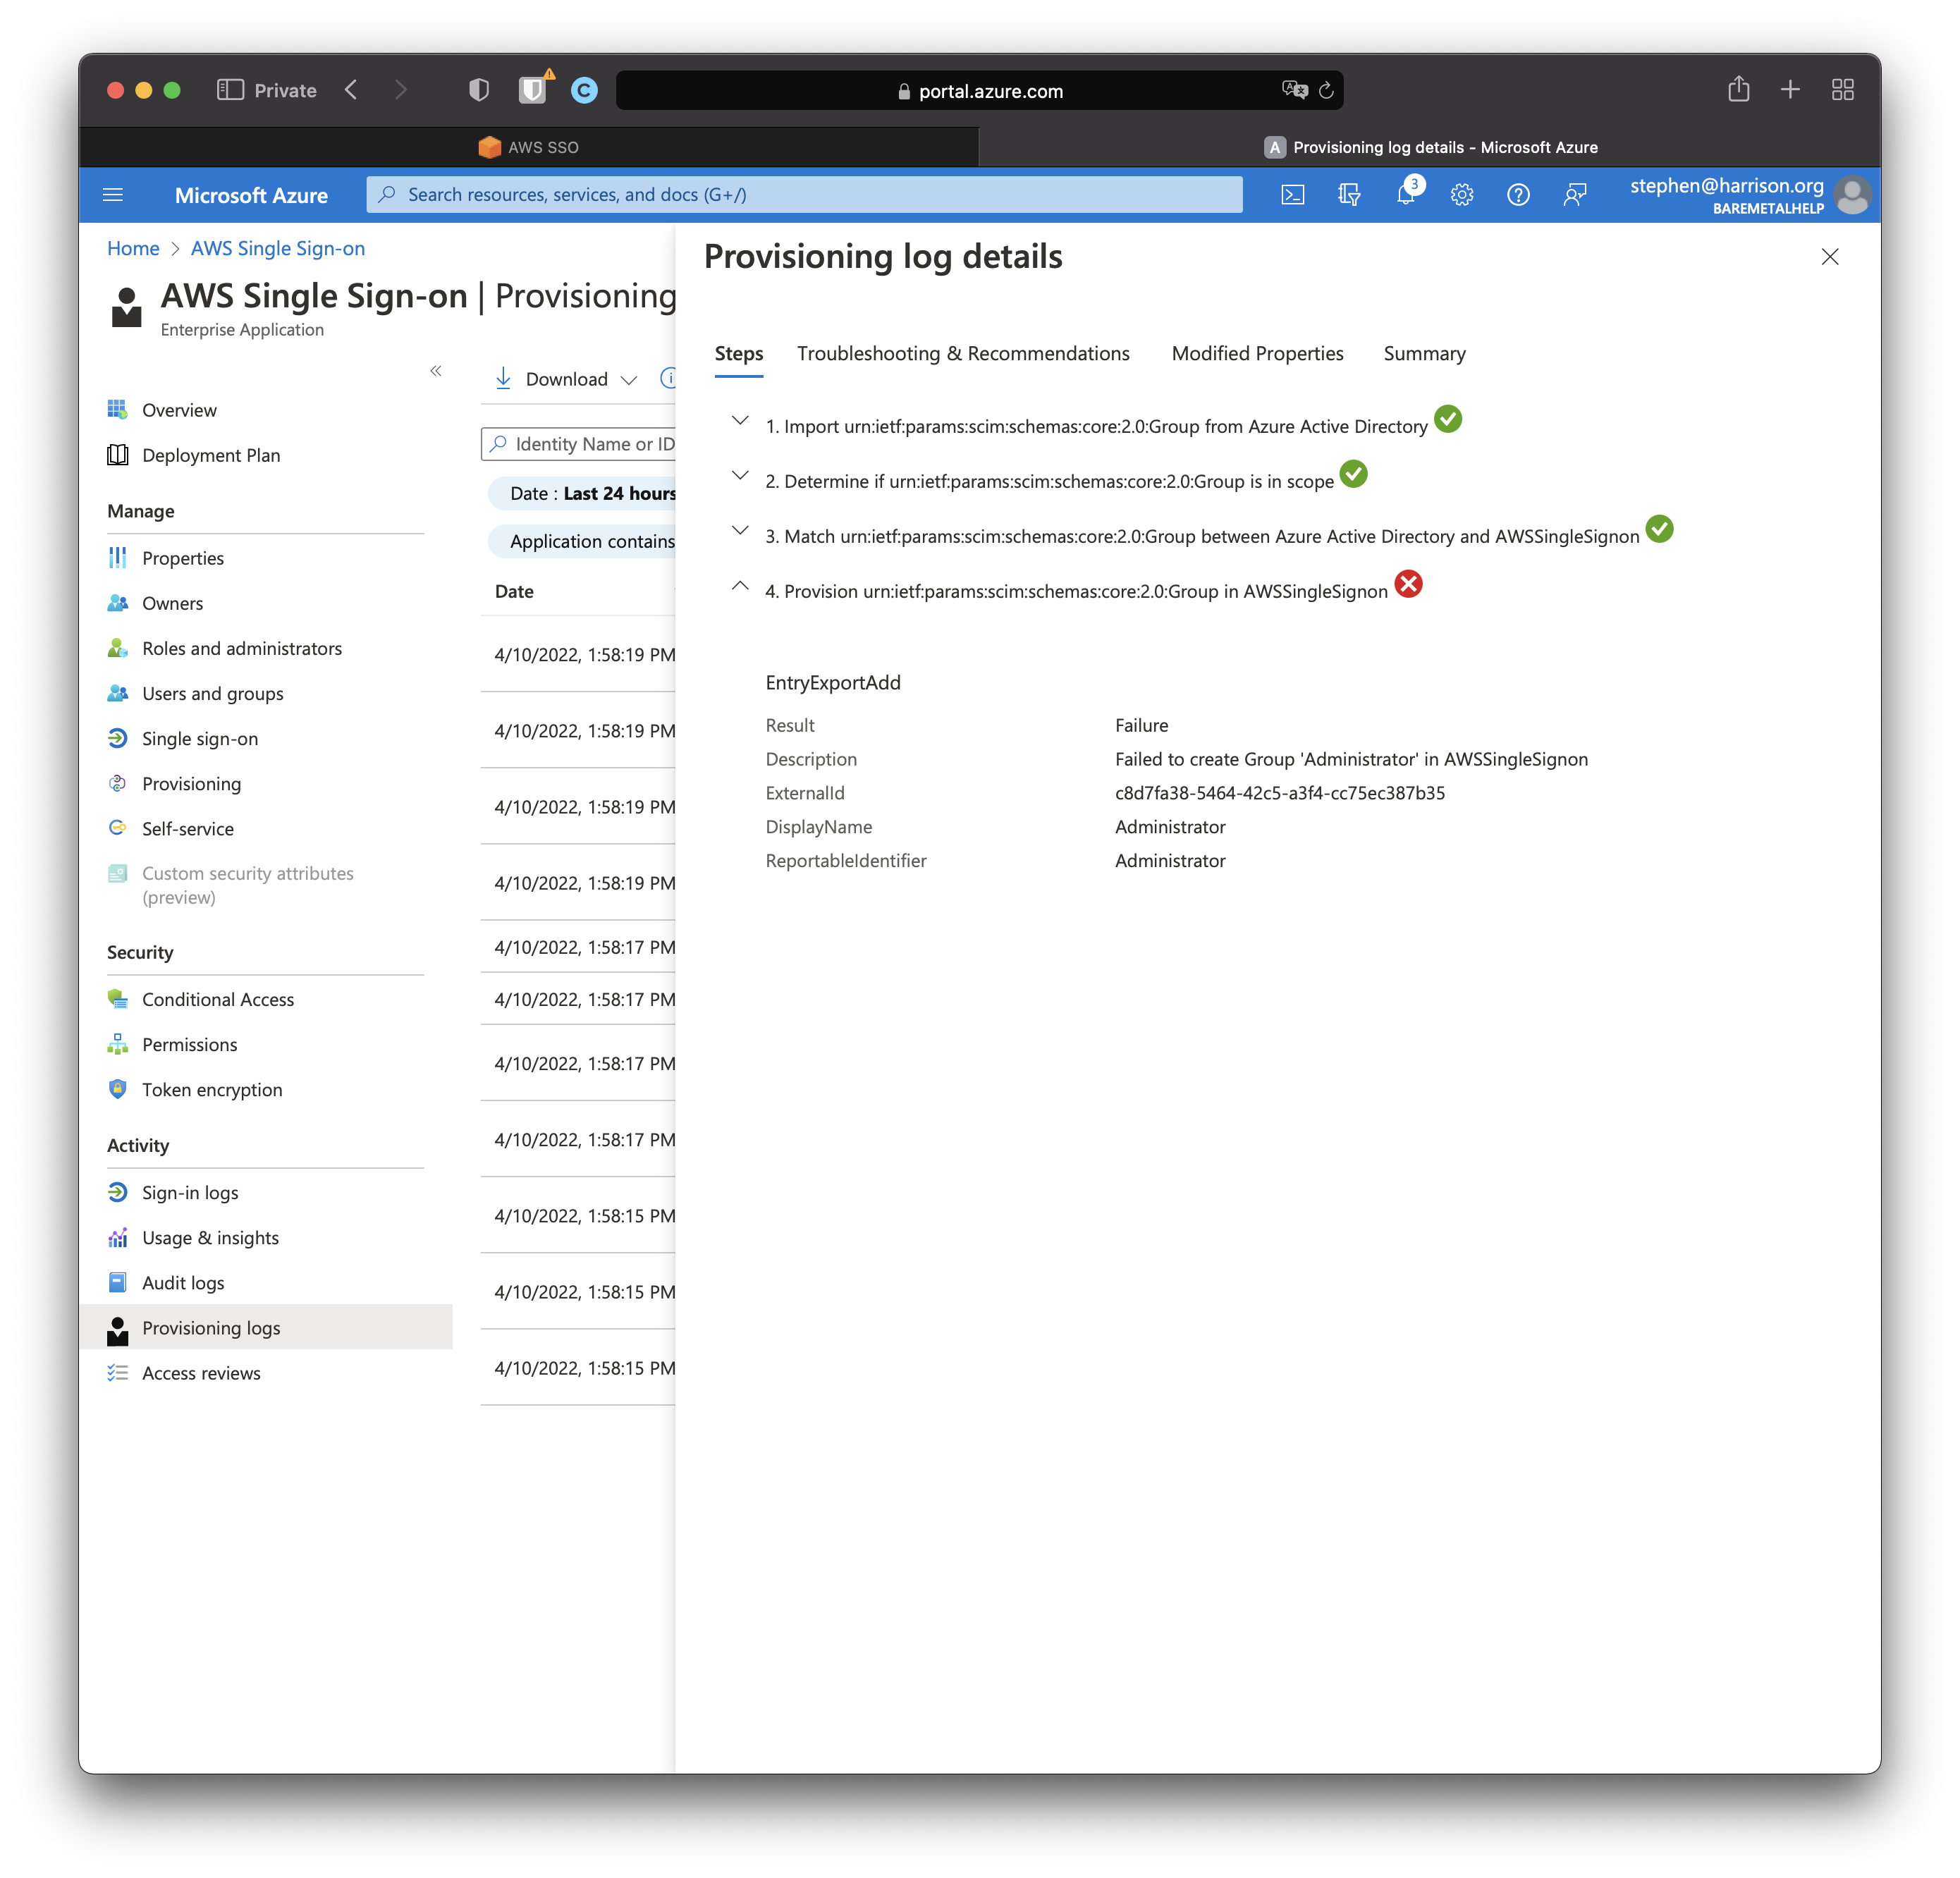 Private
portal.azure.com
AWS SSO
A Provisioning log details - Microsoft Azure
Microsoft Azure
Search resources, services, and docs (G+/)
3
stephen@harrison.org
BAREMETALHELP
Home > AWS Single Sign-on
AWS Single Sign-on | Provisioning
Enterprise Application
«
Overview
Deployment Plan
Manage
Properties
Owners
Roles and administrators
Users and groups
Single sign-on
Provisioning
Self-service
Custom security attributes
(preview)
Security
Conditional Access
Permissions
Token encryption
Activity
Sign-in logs
Usage & insights
Audit logs
Provisioning logs
Access reviews
Download
Identity Name or ID
Date : Last 24 hours
Application contains
Date
4/10/2022, 1:58:19 PM
4/10/2022, 1:58:19 PM
4/10/2022, 1:58:19 PM
4/10/2022, 1:58:19 PM
4/10/2022, 1:58:17 PM
4/10/2022, 1:58:17 PM
4/10/2022, 1:58:17 PM
4/10/2022, 1:58:17 PM
4/10/2022, 1:58:15 PM
4/10/2022, 1:58:15 PM
4/10/2022, 1:58:15 PM
Provisioning log details
Steps Troubleshooting & Recommendations Modified Properties Summary
1. Import urn:ietf:params:scim:schemas:core:2.0:Group from Azure Active Directory
2. Determine if urn:ietf:params:scim:schemas:core:2.0:Group is in scope
3. Match urn:ietf:params:scim:schemas:core:2.0:Group between Azure Active Directory and AWSSingleSignon
4. Provision urn:ietf:params:scim:schemas:core:2.0:Group in AWSSingleSignon
EntryExportAdd
Result Failure
Description Failed to create Group 'Administrator' in AWSSingleSignon
ExternalId c8d7fa38-5464-42c5-a3f4-cc75ec387b35
DisplayName Administrator
ReportableIdentifier Administrator